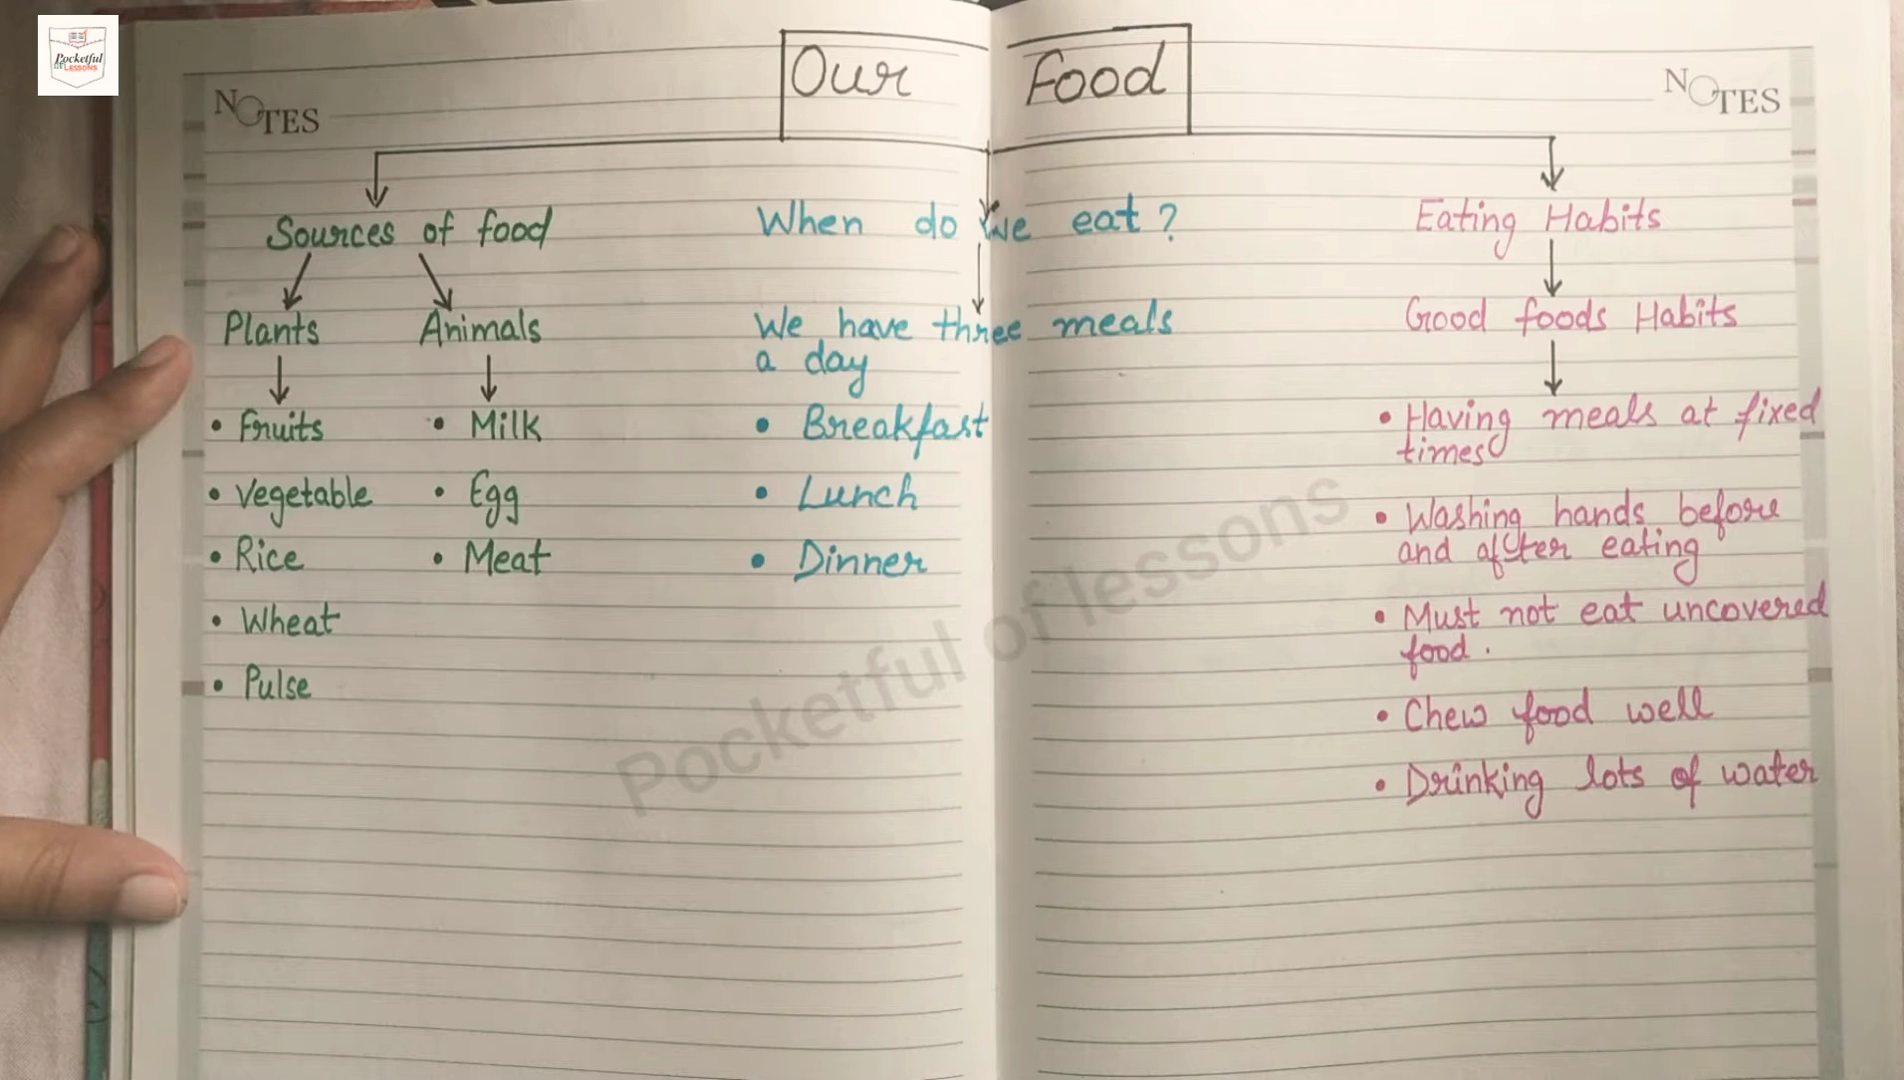 Pocketful
of LESSONS
Our Food
NOTES
NOTES
Sources of food
Plants
Animals
• Fruits
• Vegetable
• Rice
• Wheat
• Pulse
• Milk
• Egg
• Meat
When do we eat?
We have three meals
a day
• Breakfast
• Lunch
• Dinner
Eating Habits
Good foods Habits
• Having meals at fixed
times
• Washing hands before
and after eating
• Must not eat uncovered
food.
• Chew food well
• Drinking lots of water
Pocketful of lessons